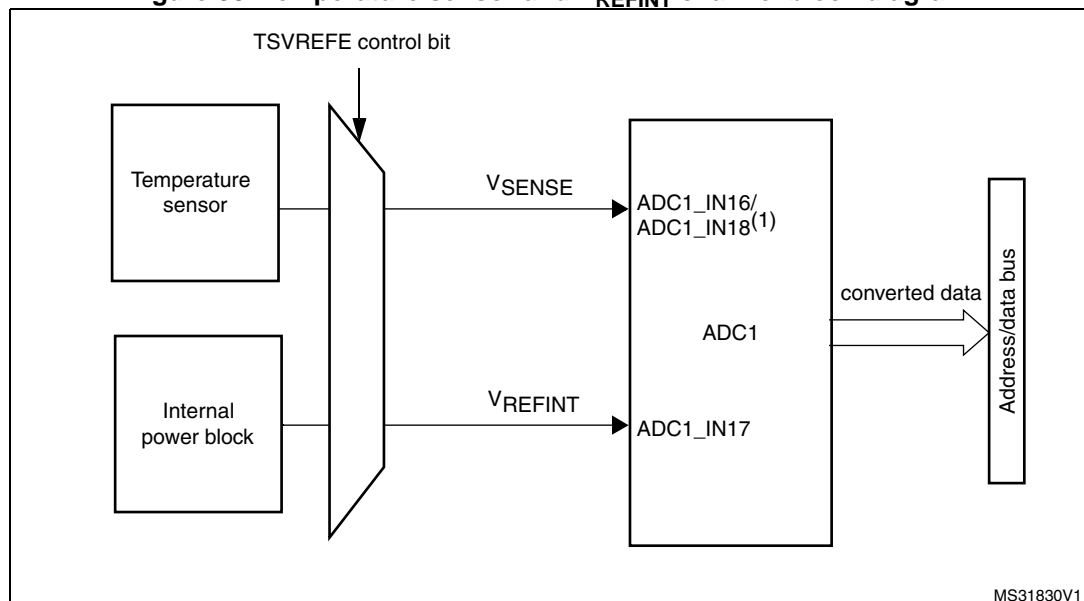 REFINT
TSVREFE control bit
Temperature
sensor
VSENSE
ADC1_IN16/
ADC1_IN18(1)
converted data
Address/data bus
ADC1
Internal
power block
VREFINT
ADC1_IN17
MS31830V1